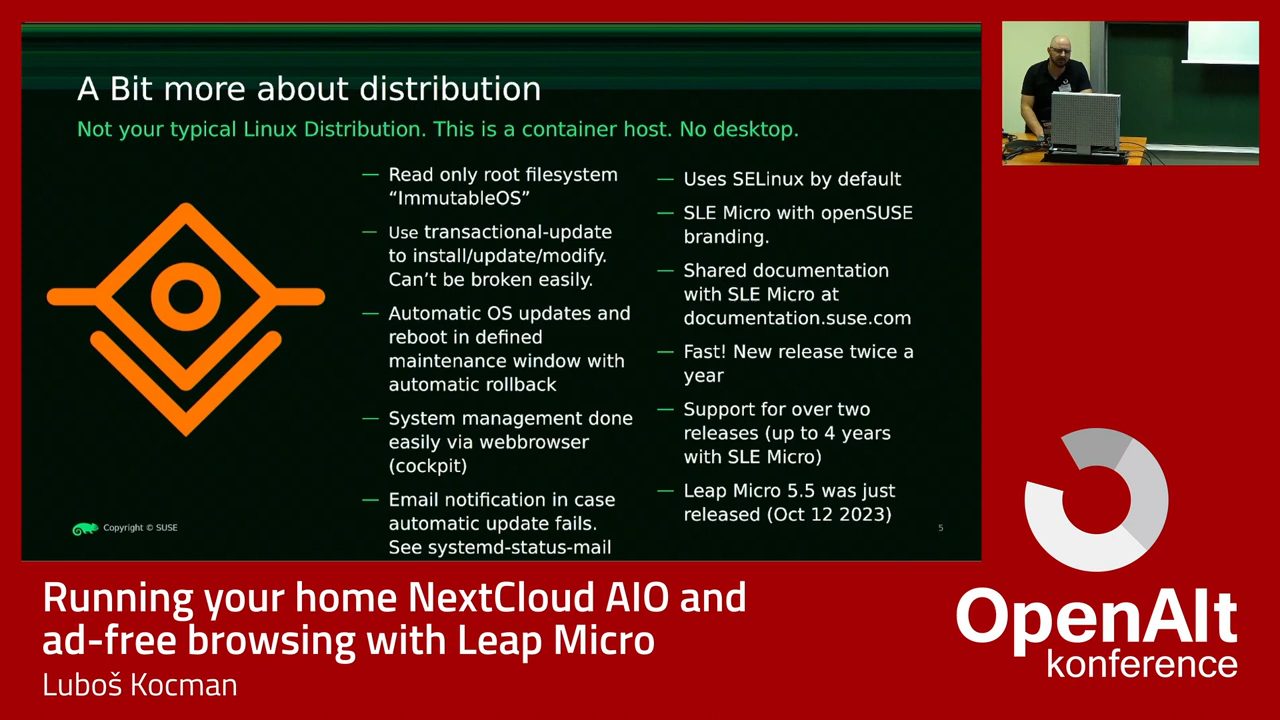 A Bit more about distribution
Not your typical Linux Distribution. This is a container host. No desktop.
— Read only root filesystem
“ImmutableOS”
— Use transactional-update
to install/update/modify.
Can’t be broken easily.
— Automatic OS updates and
reboot in defined
maintenance window with
automatic rollback
— System management done
easily via webbrowser
(cockpit)
— Email notification in case
automatic update fails.
See systemd-status-mail
— Uses SELinux by default
— SLE Micro with openSUSE
branding.
— Shared documentation
with SLE Micro at
documentation.suse.com
— Fast! New release twice a
year
— Support for over two
releases (up to 4 years
with SLE Micro)
— Leap Micro 5.5 was just
released (Oct 12 2023)
Copyright © SUSE
5
Running your home NextCloud AIO and
ad-free browsing with Leap Micro
Luboš Kocman
OpenAlt
konference